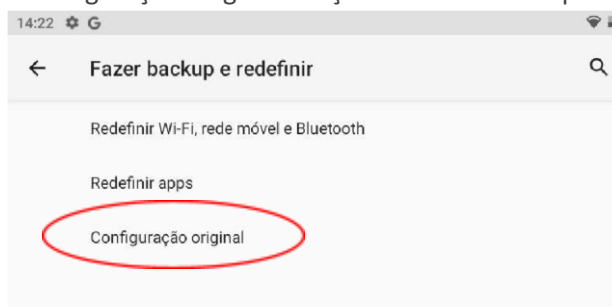 14:22 G
Fazer backup e redefinir
Redefinir Wi-Fi, rede móvel e Bluetooth
Redefinir apps
Configuração original